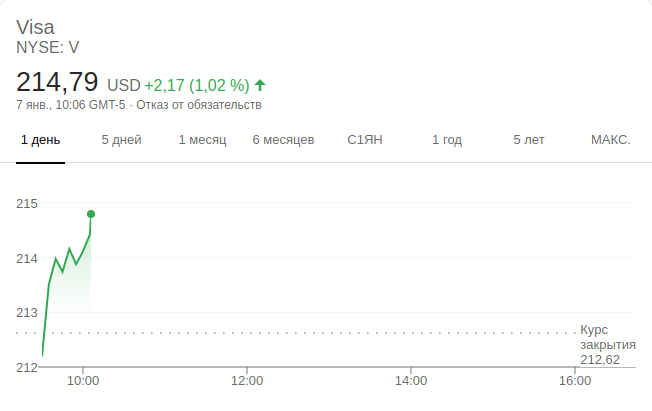 Visa
NYSE: V
214,79 USD +2,17 (1,02 %)
7 янв., 10:06 GMT-5 · Отказ от обязательств
1 день 5 дней 1 месяц 6 месяцев С1ЯН 1 год 5 лет МАКС.
215
214
213
Курс
закрытия
212,62
212
10:00 12:00 14:00 16:00